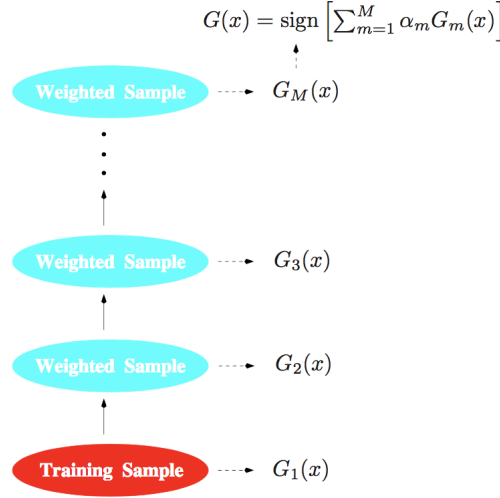 G(x) = sign [∑_{m=1}^{M} α_m G_m(x)]
Weighted Sample G_M(x)
Weighted Sample G_3(x)
Weighted Sample G_2(x)
Training Sample G_1(x)